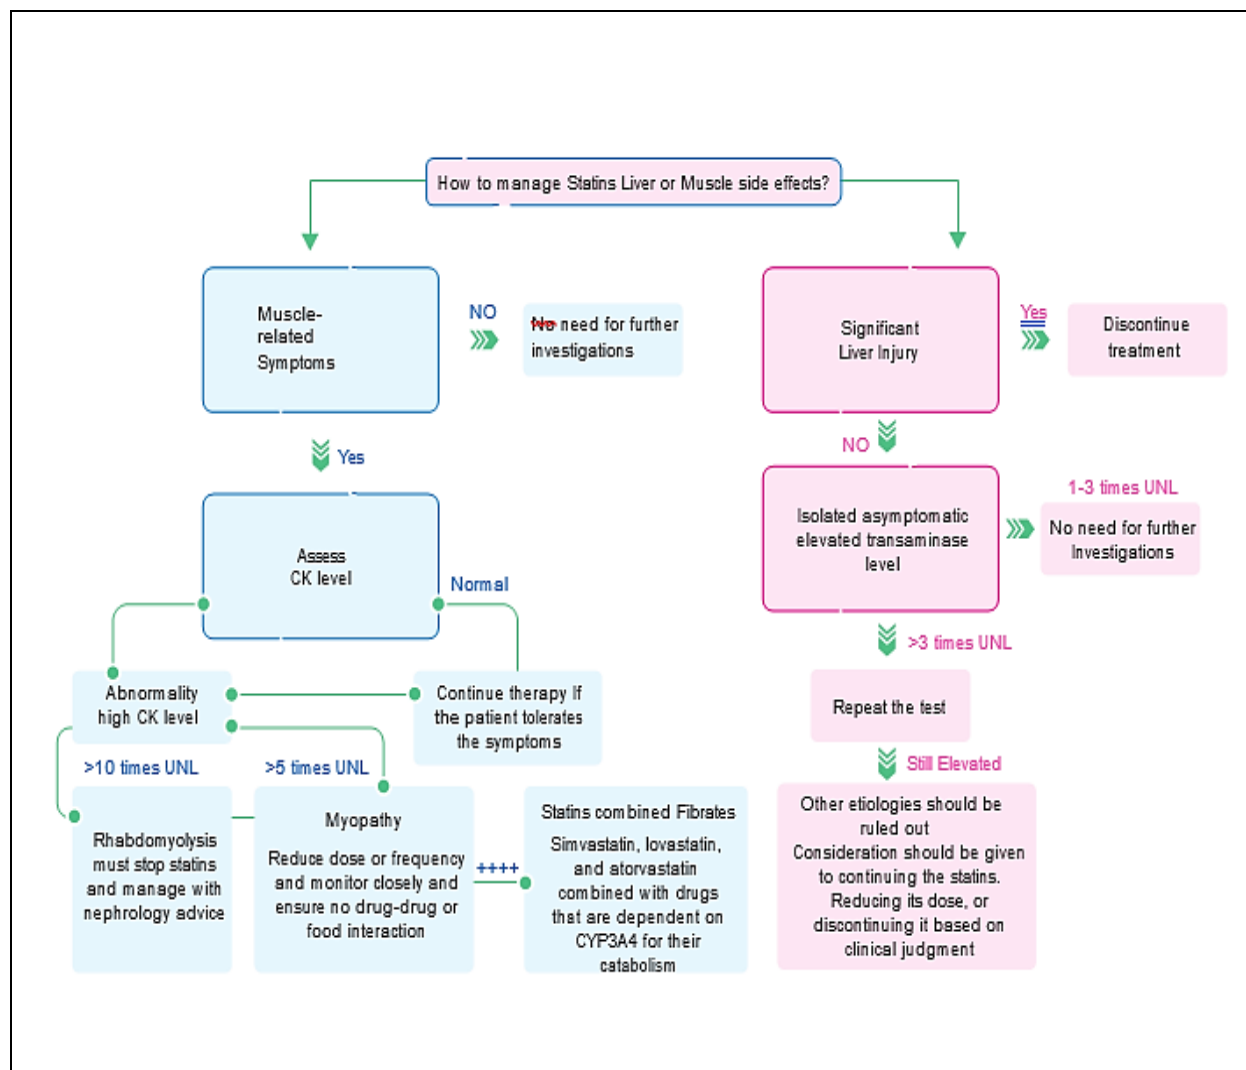 How to manage Statins Liver or Muscle side effects?
Muscle-
related
Symptoms
NO
No need for further
investigations
Significant
Liver Injury
Yes
Discontinue
treatment
Yes
NO
Assess
CK level
Normal
Isolated asymptomatic
elevated transaminase
level
1-3 times UNL
No need for further
Investigations
>3 times UNL
Abnormality
high CK level
Continue therapy If
the patient tolerates
the symptoms
Repeat the test
>10 times UNL
>5 times UNL
Still Elevated
Rhabdomyolysis
must stop statins
and manage with
nephrology advice
Myopathy
Reduce dose or frequency
and monitor closely and
ensure no drug-drug or
food interaction
++++
Statins combined Fibrates
Simvastatin, lovastatin,
and atorvastatin
combined with drugs
that are dependent on
CYP3A4 for their
catabolism
Other etiologies should be
ruled out
Consideration should be given
to continuing the statins.
Reducing its dose, or
discontinuing it based on
clinical judgment